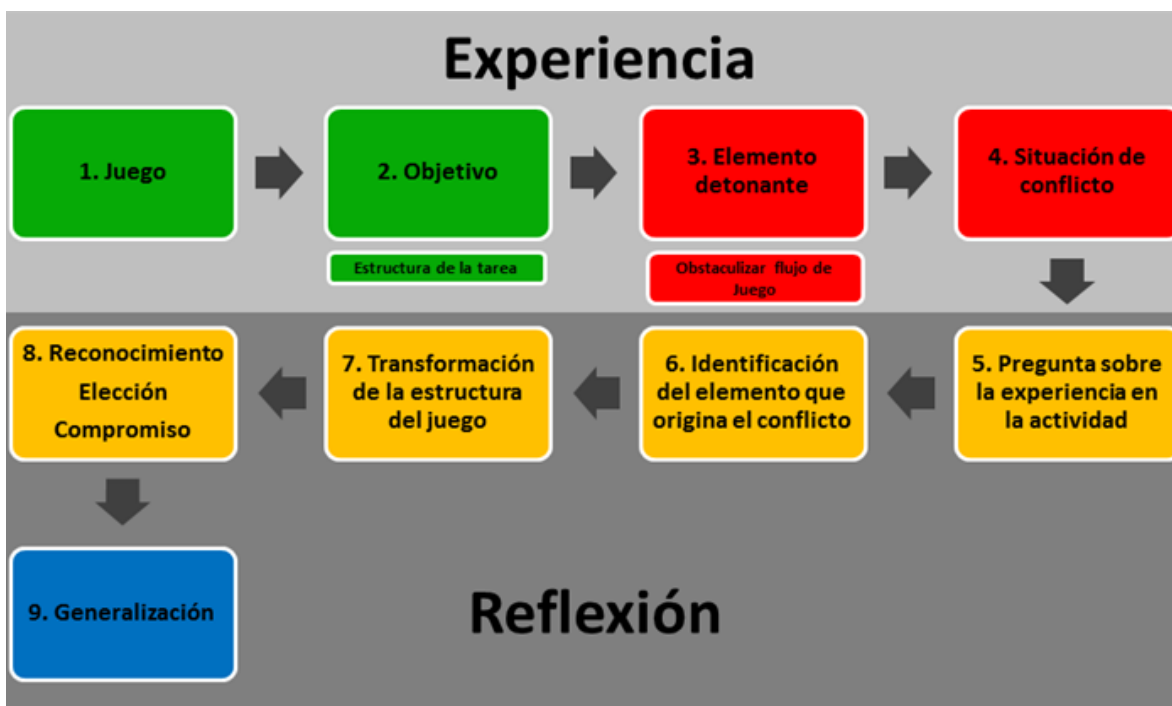 Experiencia
1. Juego
2. Objetivo
3. Elemento
detonante
4. Situación de
conflicto
Estructura de la tarea
Obstaculizar flujo de
Juego
5. Pregunta sobre
la experiencia en
la actividad
6. Identificación
del elemento que
origina el conflicto
7. Transformación
de la estructura
del juego
8. Reconocimiento
Elección
Compromiso
9. Generalización
Reflexión